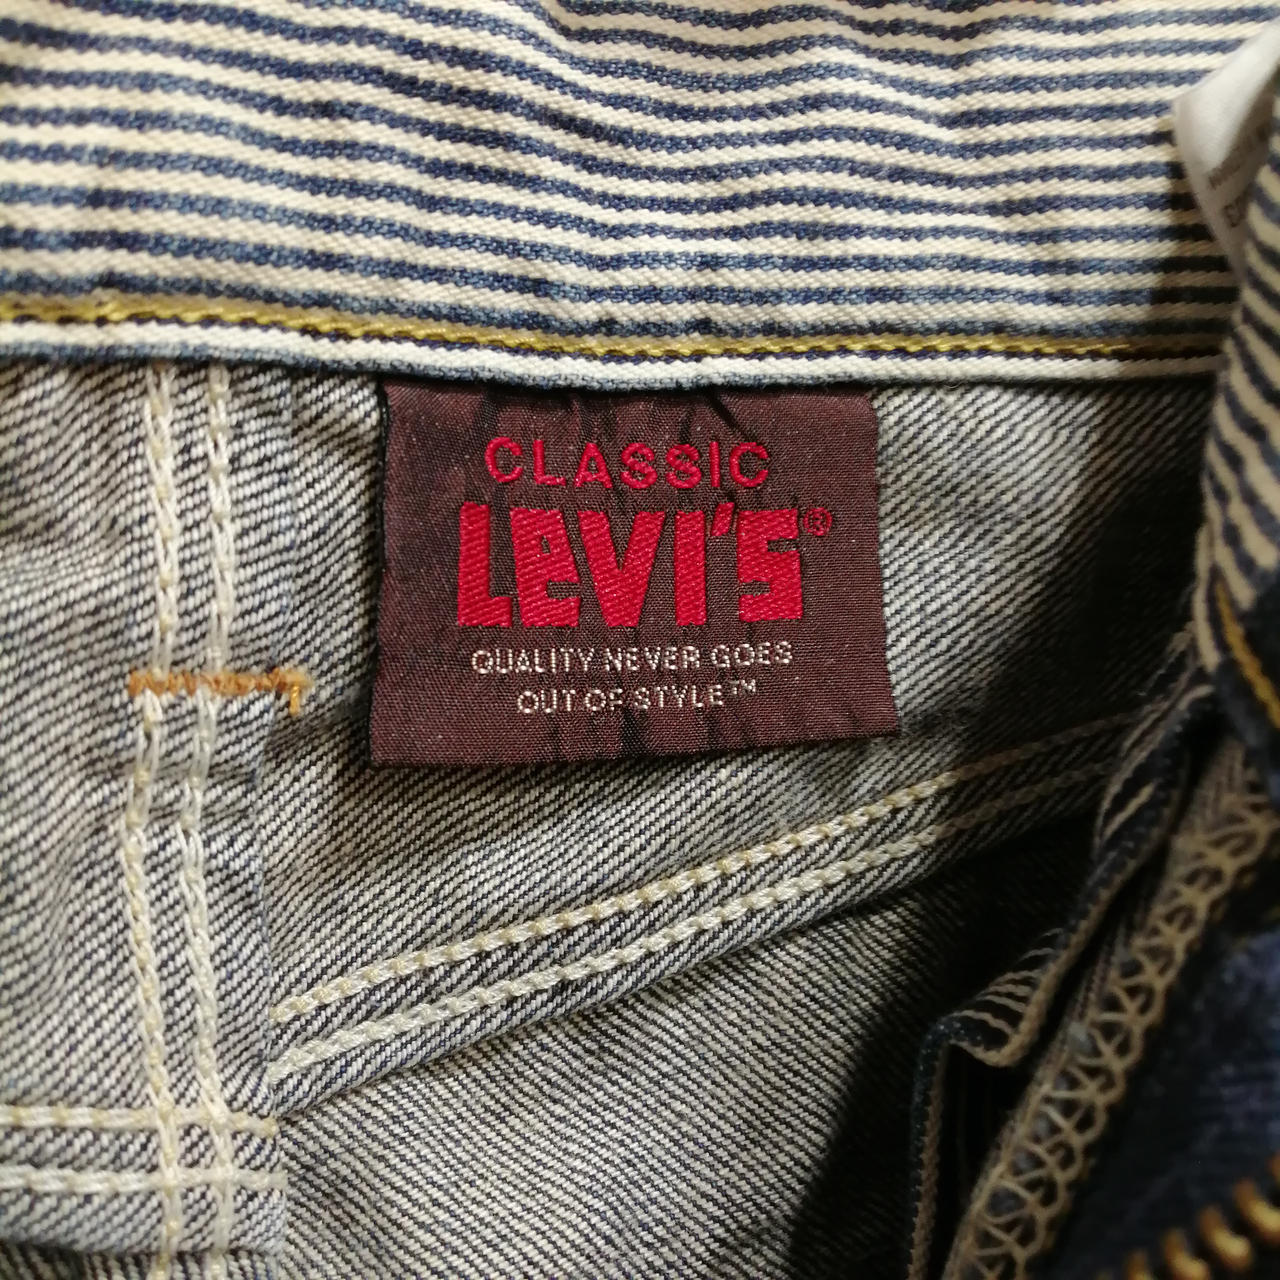 CLASSIC
LEVI'S®
QUALITY NEVER GOES
OUT OF STYLE™